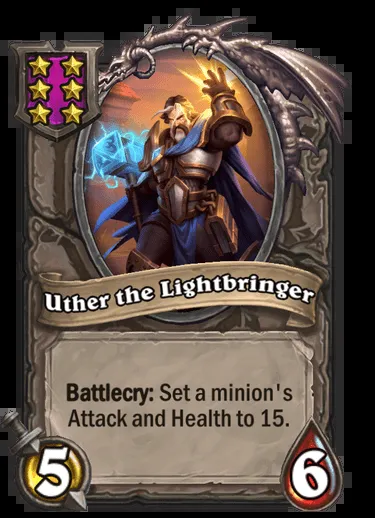 Uther the Lightbringer
Battlecry: Set a minion's
Attack and Health to 15.
5
6